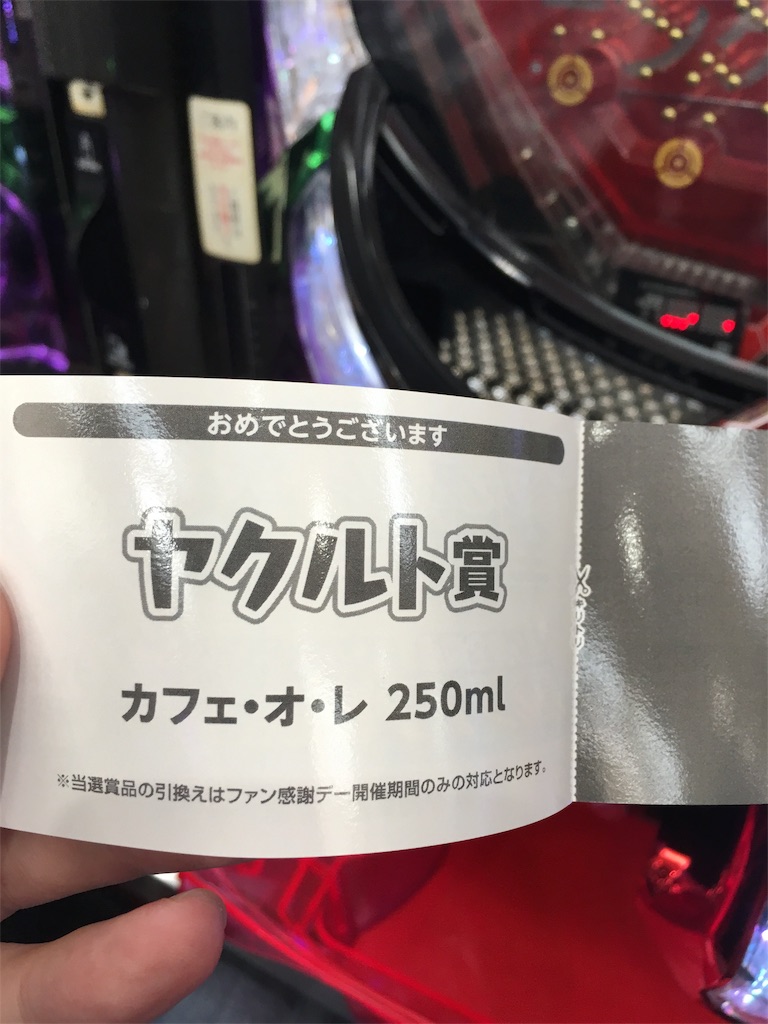 おめでとうございます
ヤクルト賞
カフェ・オ・レ 250ml
※当選賞品の引換えはファン感謝デー開催期間のみの対応となります。